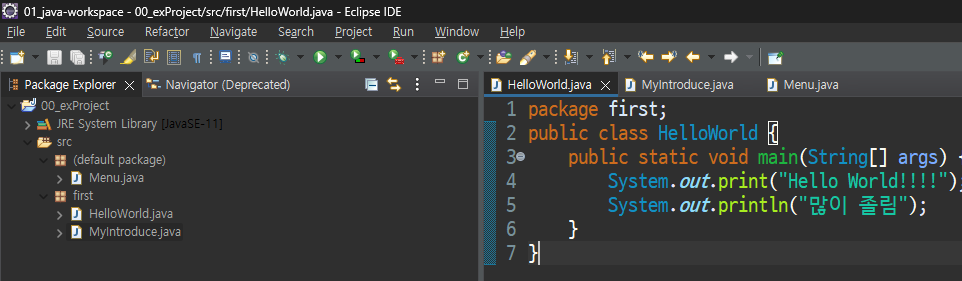 01_java-workspace - 00_exProject/src/first/HelloWorld.java - Eclipse IDE
File Edit Source Refactor Navigate Search Project Run Window Help
Package Explorer Navigator (Deprecated)
00_exProject
JRE System Library [JavaSE-11]
src
(default package)
Menu.java
first
HelloWorld.java
MyIntroduce.java
HelloWorld.java MyIntroduce.java Menu.java
1 package first;
2 public class HelloWorld {
3 public static void main(String[] args) {
4 System.out.print("Hello World!!!!");
5 System.out.println("많이 졸림");
6 }
7 }